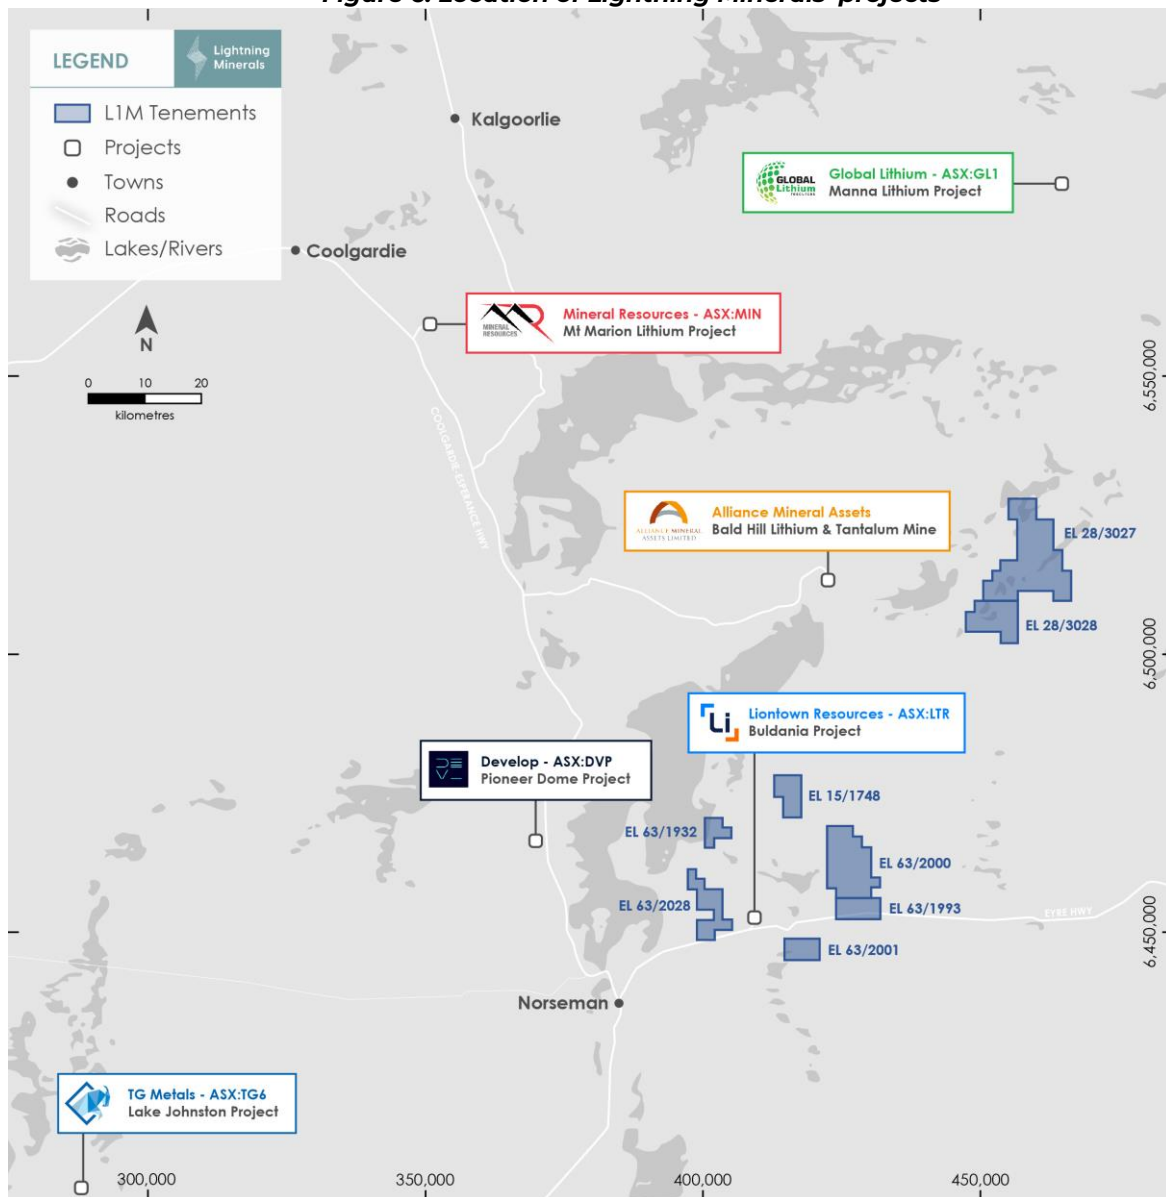 Figure 6: Location of Lightning Minerals' projects
LEGEND
Lightning
Minerals
L1M Tenements
Projects
Towns
Roads
Lakes/Rivers
N
0 10 20
kilometres
Kalgoorlie
Coolgardie
GLOBAL
Lithium
Global Lithium - ASX:GL1
Manna Lithium Project
MINERAL
RESOURCES
Mineral Resources - ASX:MIN
Mt Marion Lithium Project
6,550,000
COOLGARDIE-ESPERANCE HWY
ALLIANCE MINERAL
ASSETS LIMITED
Alliance Mineral Assets
Bald Hill Lithium & Tantalum Mine
EL 28/3027
EL 28/3028
6,500,000
Li
Liontown Resources - ASX:LTR
Buldania Project
Develop - ASX:DVP
Pioneer Dome Project
EL 15/1748
EL 63/1932
EL 63/2000
EL 63/2028
EL 63/1993
EYRE HWY
EL 63/2001
6,450,000
Norseman
TG Metals - ASX:TG6
Lake Johnston Project
300,000
350,000
400,000
450,000